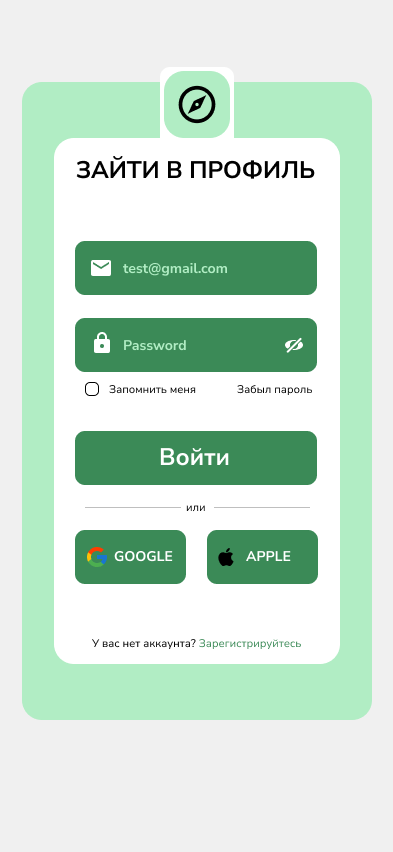 ЗАЙТИ В ПРОФИЛЬ
test@gmail.com
Password
Запомнить меня Забыл пароль
Войти
или
GOOGLE APPLE
У вас нет аккаунта? Зарегистрируйтесь